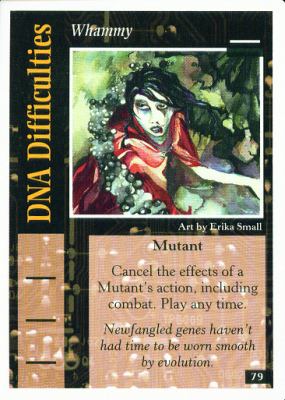 DNA Difficulties
Whammy
Art by Erika Small
Mutant
Cancel the effects of a
Mutant's action, including
combat. Play any time.
Newfangled genes haven't
had time to be worn smooth
by evolution.
79